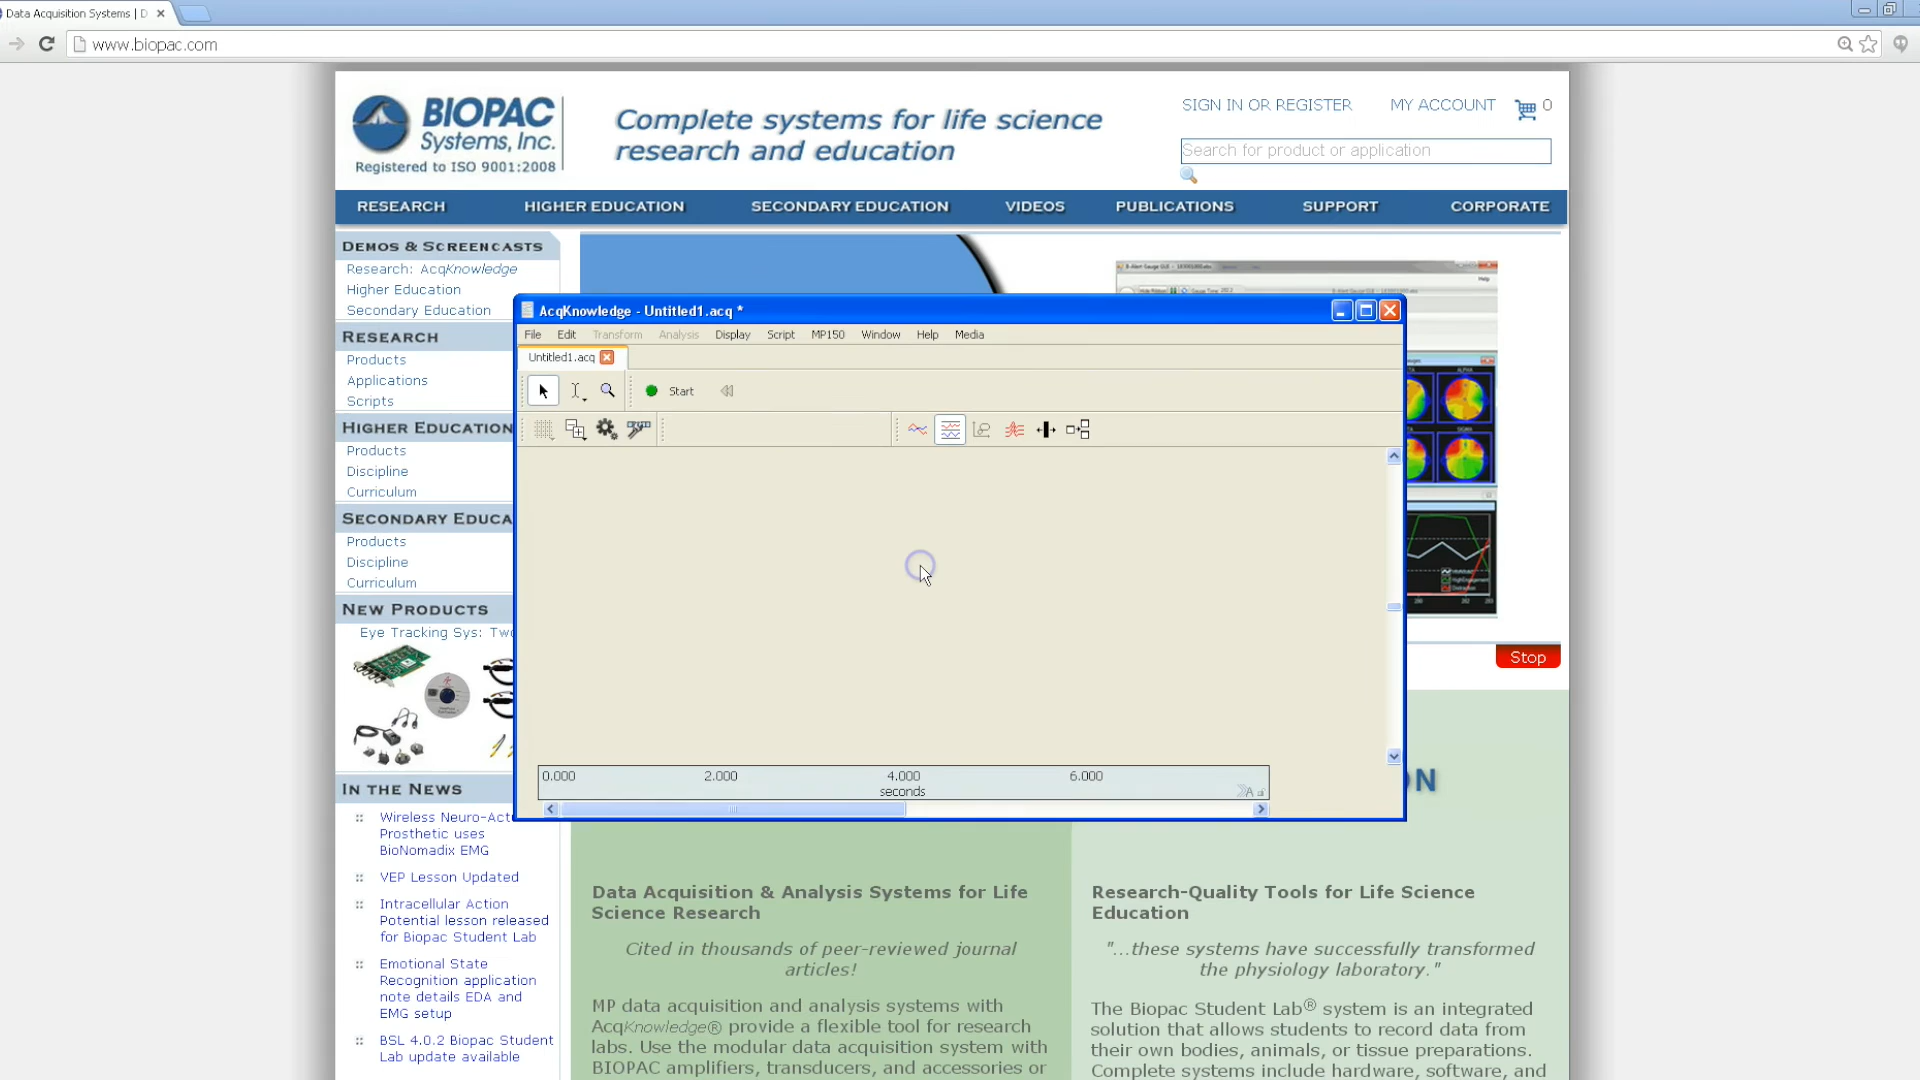 Data Acquisition Systems | D
www.biopac.com
BIOPAC
Systems, Inc.
Registered to ISO 9001:2008
Complete systems for life science
research and education
SIGN IN OR REGISTER
MY ACCOUNT
0
Search for product or application
RESEARCH
HIGHER EDUCATION
SECONDARY EDUCATION
VIDEOS
PUBLICATIONS
SUPPORT
CORPORATE
DEMOS & SCREENCASTS
Research: AcqKnowledge
Higher Education
Secondary Education
RESEARCH
Products
Applications
Scripts
HIGHER EDUCATION
Products
Discipline
Curriculum
SECONDARY EDUCA
Products
Discipline
Curriculum
NEW PRODUCTS
Eye Tracking Sys: Two
IN THE NEWS
Wireless Neuro-Act
Prosthetic uses
BioNomadix EMG
VEP Lesson Updated
Intracellular Action
Potential lesson released
for Biopac Student Lab
Emotional State
Recognition application
note details EDA and
EMG setup
BSL 4.0.2 Biopac Student
Lab update available
AcqKnowledge - Untitled1.acq *
File Edit Transform Analysis Display Script MP150 Window Help Media
Untitled1.acq
Start
0.000 2.000 4.000 6.000
seconds
A
Stop
ON
Data Acquisition & Analysis Systems for Life
Science Research
Cited in thousands of peer-reviewed journal
articles!
MP data acquisition and analysis systems with
AcqKnowledge® provide a flexible tool for research
labs. Use the modular data acquisition system with
BIOPAC amplifiers, transducers, and accessories or
Research-Quality Tools for Life Science
Education
"...these systems have successfully transformed
the physiology laboratory."
The Biopac Student Lab® system is an integrated
solution that allows students to record data from
their own bodies, animals, or tissue preparations.
Complete systems include hardware, software, and